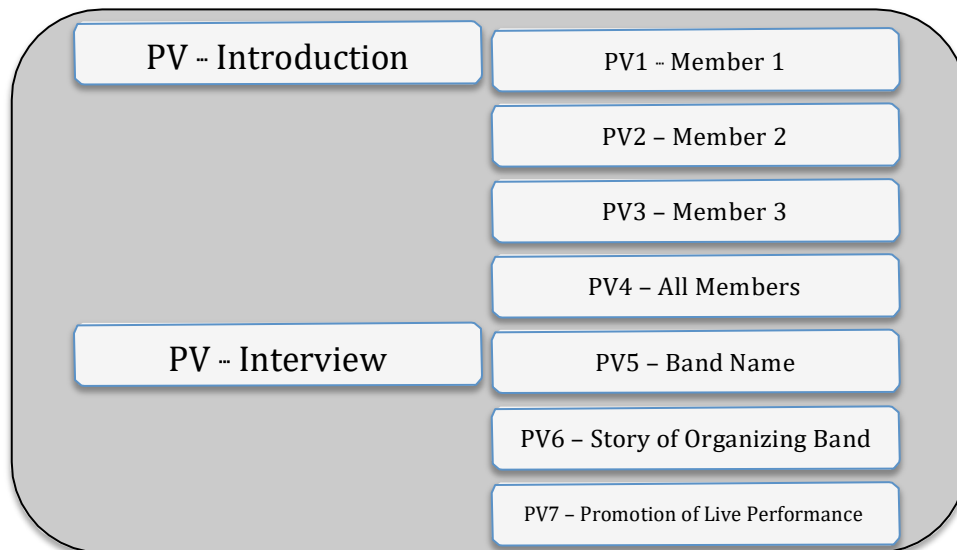 PV - Introduction
PV1 - Member 1
PV2 – Member 2
PV3 – Member 3
PV4 – All Members
PV - Interview
PV5 – Band Name
PV6 – Story of Organizing Band
PV7 – Promotion of Live Performance